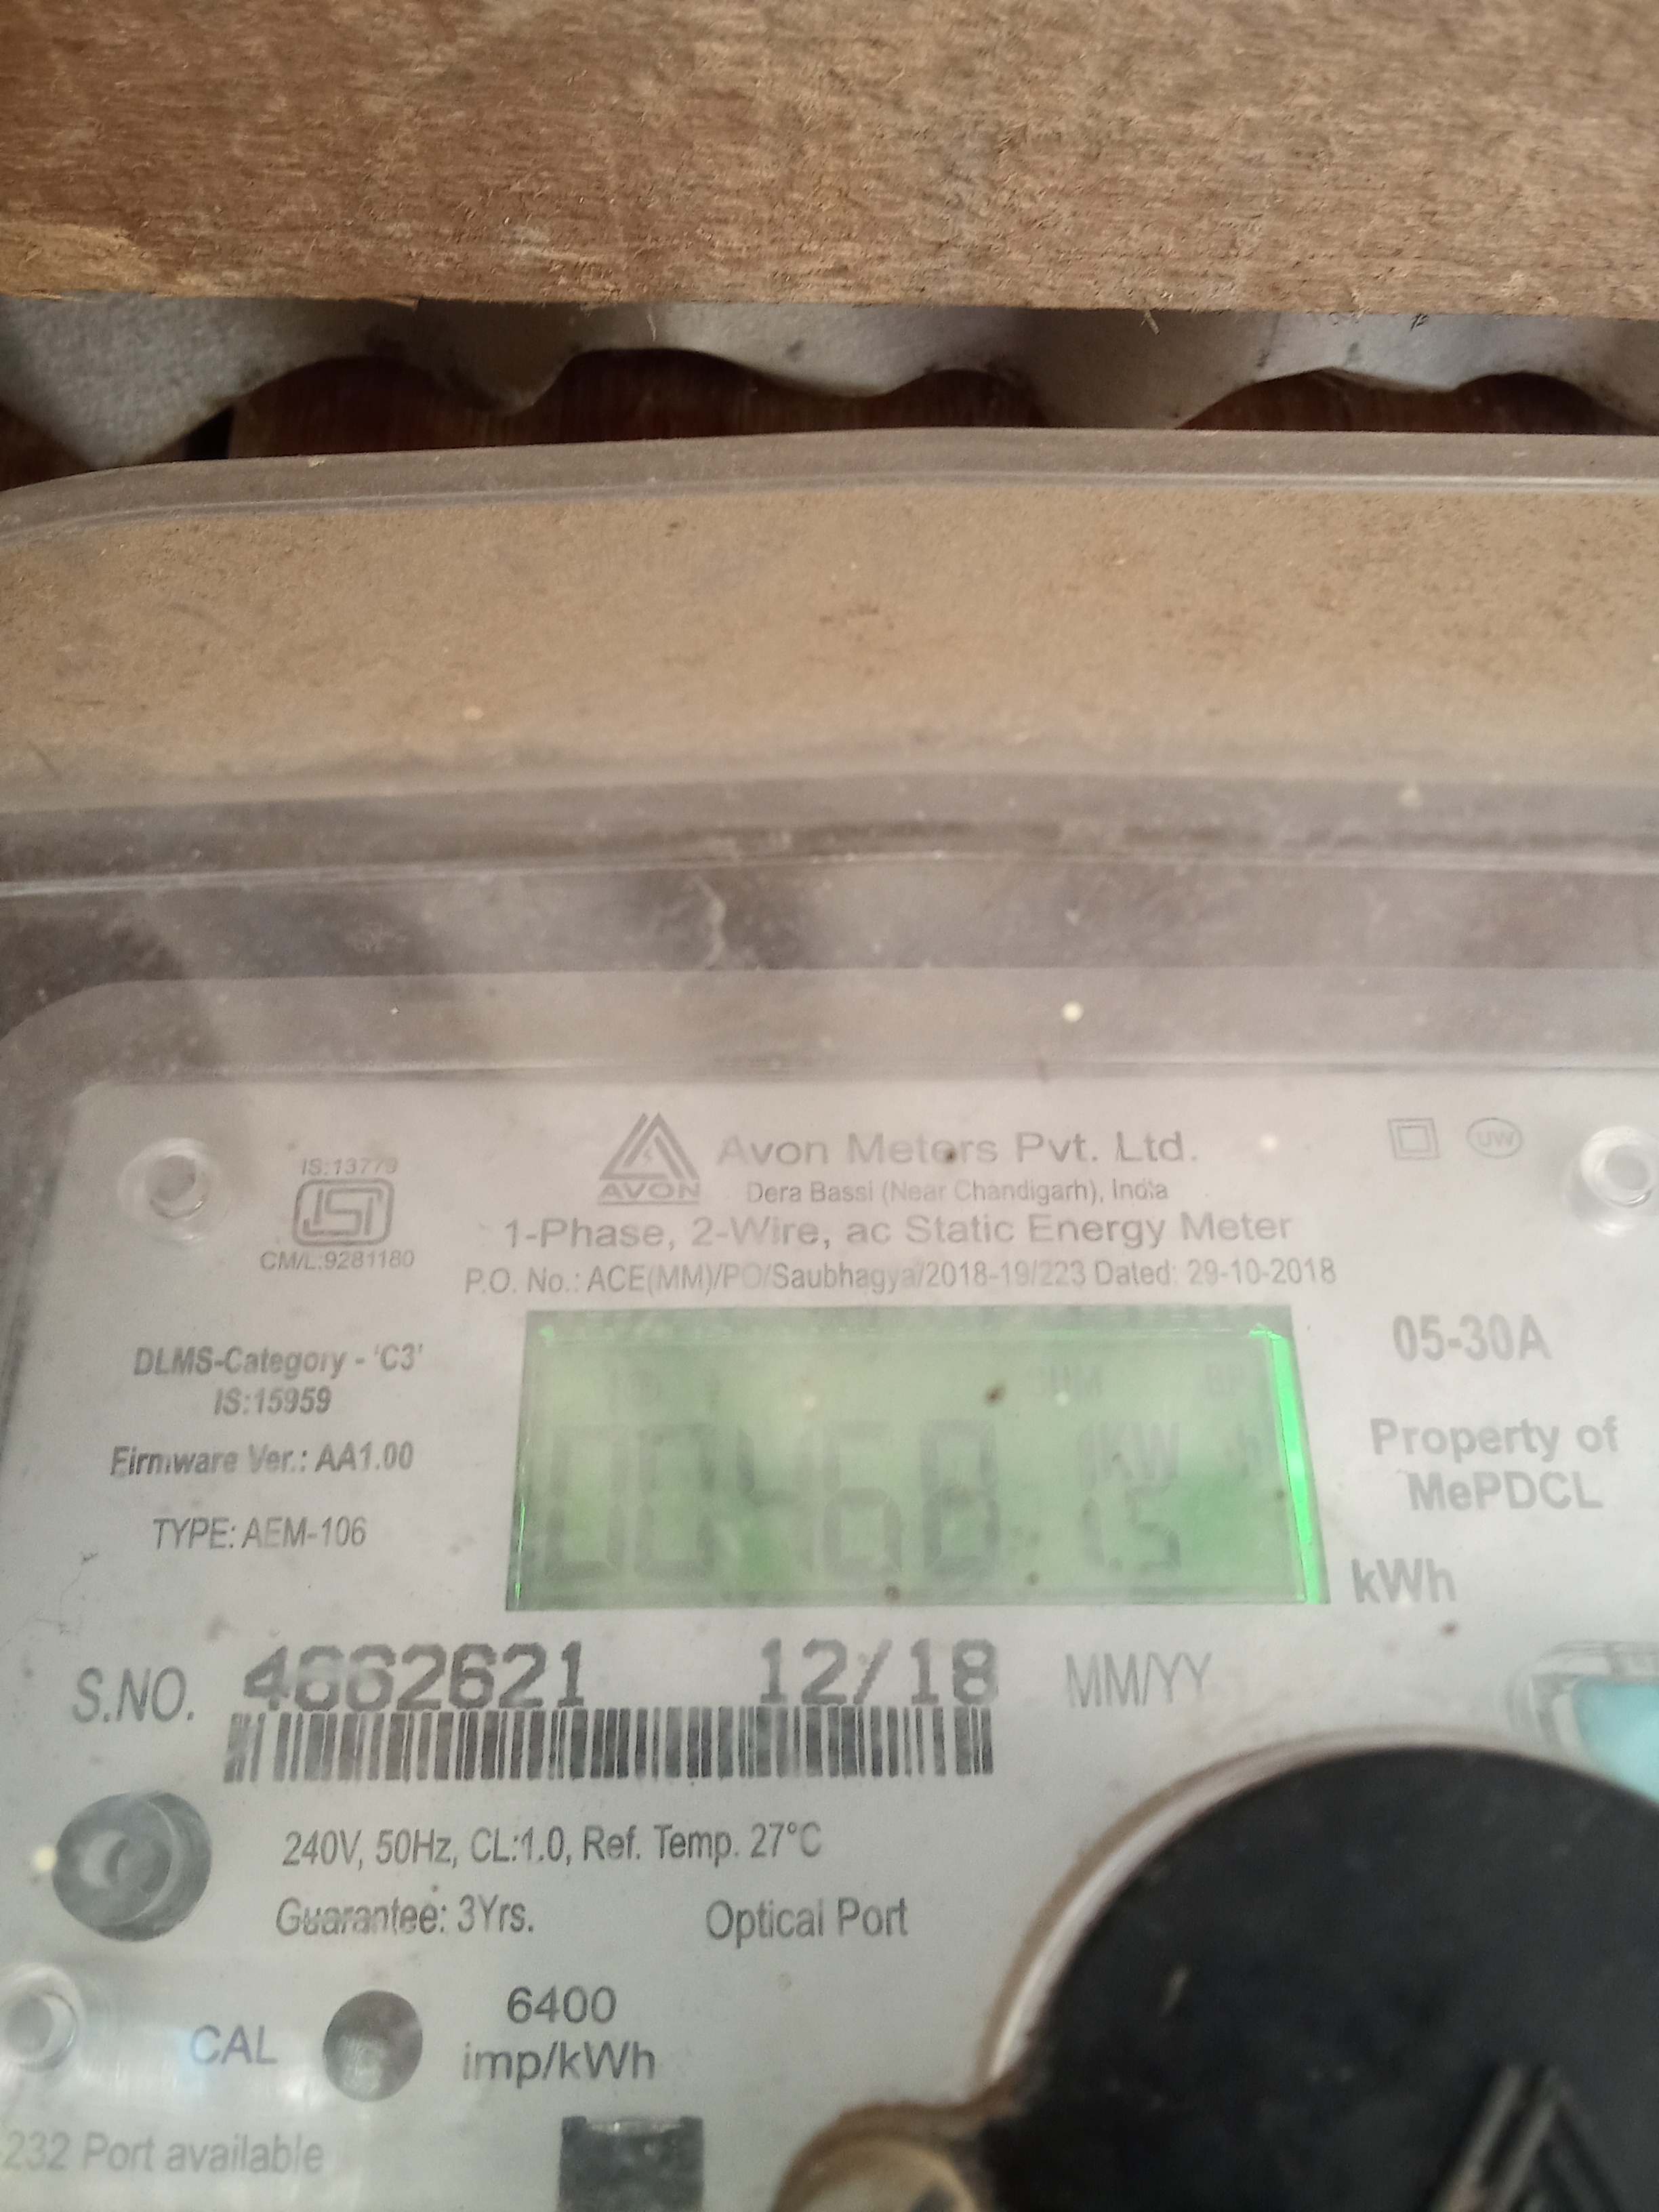 IS:13779
CM/L:9281180
AVON
Avon Meters Pvt. Ltd.
Dera Bassi (Near Chandigarh), India
1-Phase, 2-Wire, ac Static Energy Meter
P.O. No.: ACE(MM)/PO/Saubhagya/2018-19/223 Dated: 29-10-2018
UW
DLMS-Category - 'C3'
IS:15959
Firmware Ver.: AA1.00
TYPE: AEM-106
05-30A
Property of
MePDCL
kWh
S.NO. 4662621 12/18 MM/YY
240V, 50Hz, CL:1.0, Ref. Temp. 27°C
Guarantee: 3Yrs. Optical Port
CAL
6400
imp/kWh
232 Port available